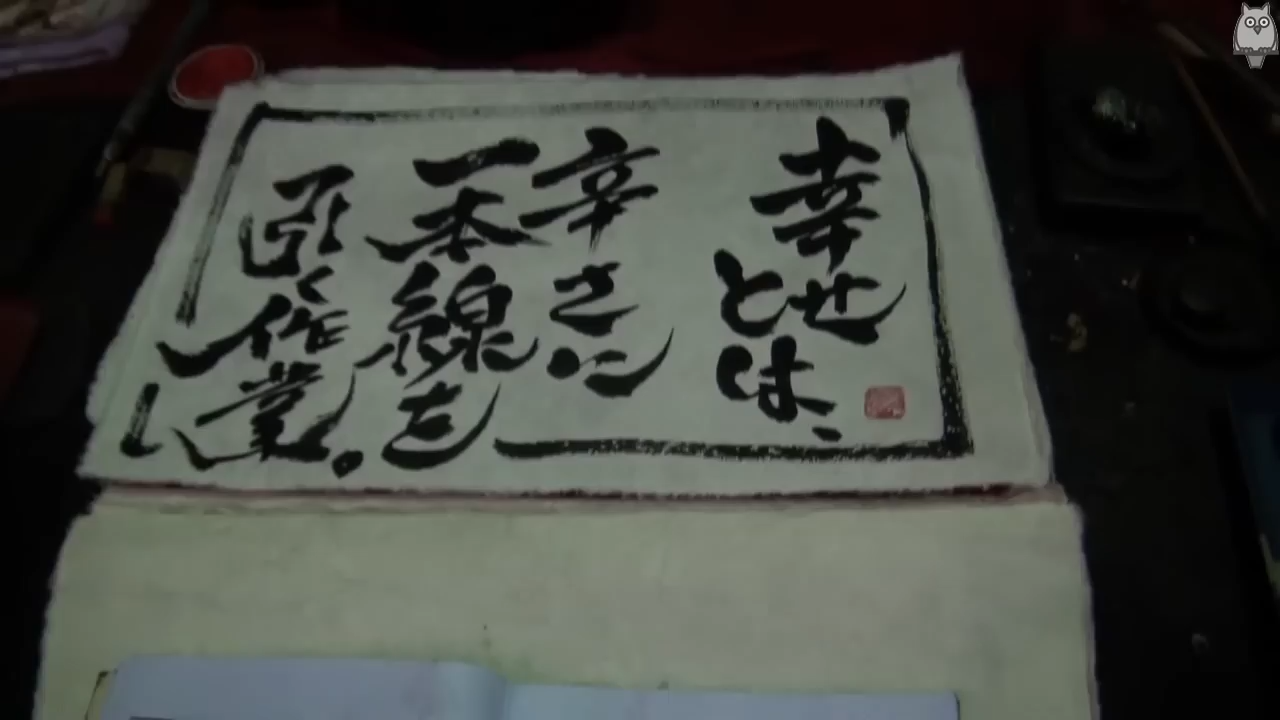 幸せ
とは、
辛さに
一本線を
引く作業。